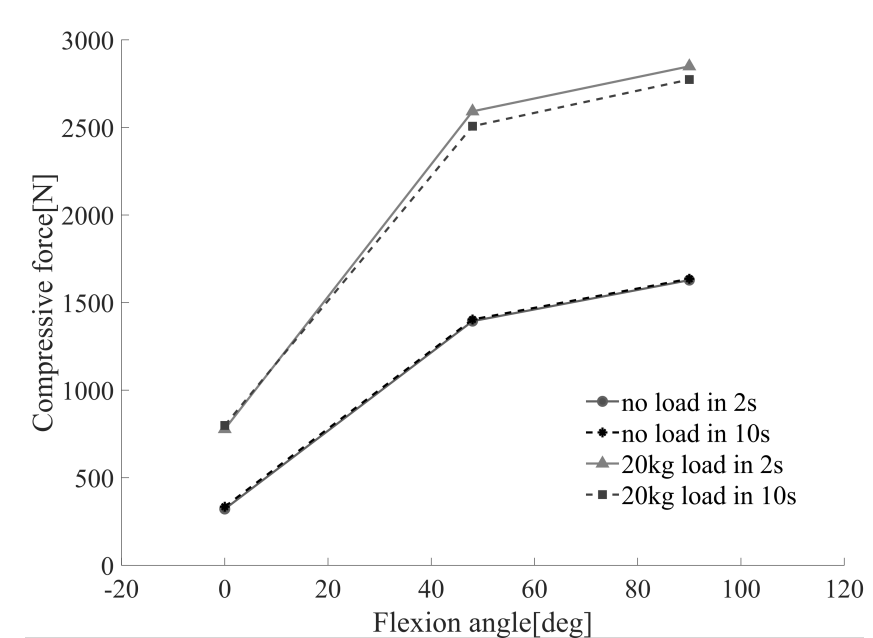 3000
2500
2000
1500
1000
500
0
Compressive force[N]
no load in 2s
no load in 10s
20kg load in 2s
20kg load in 10s
-20 0 20 40 60 80 100 120
Flexion angle[deg]